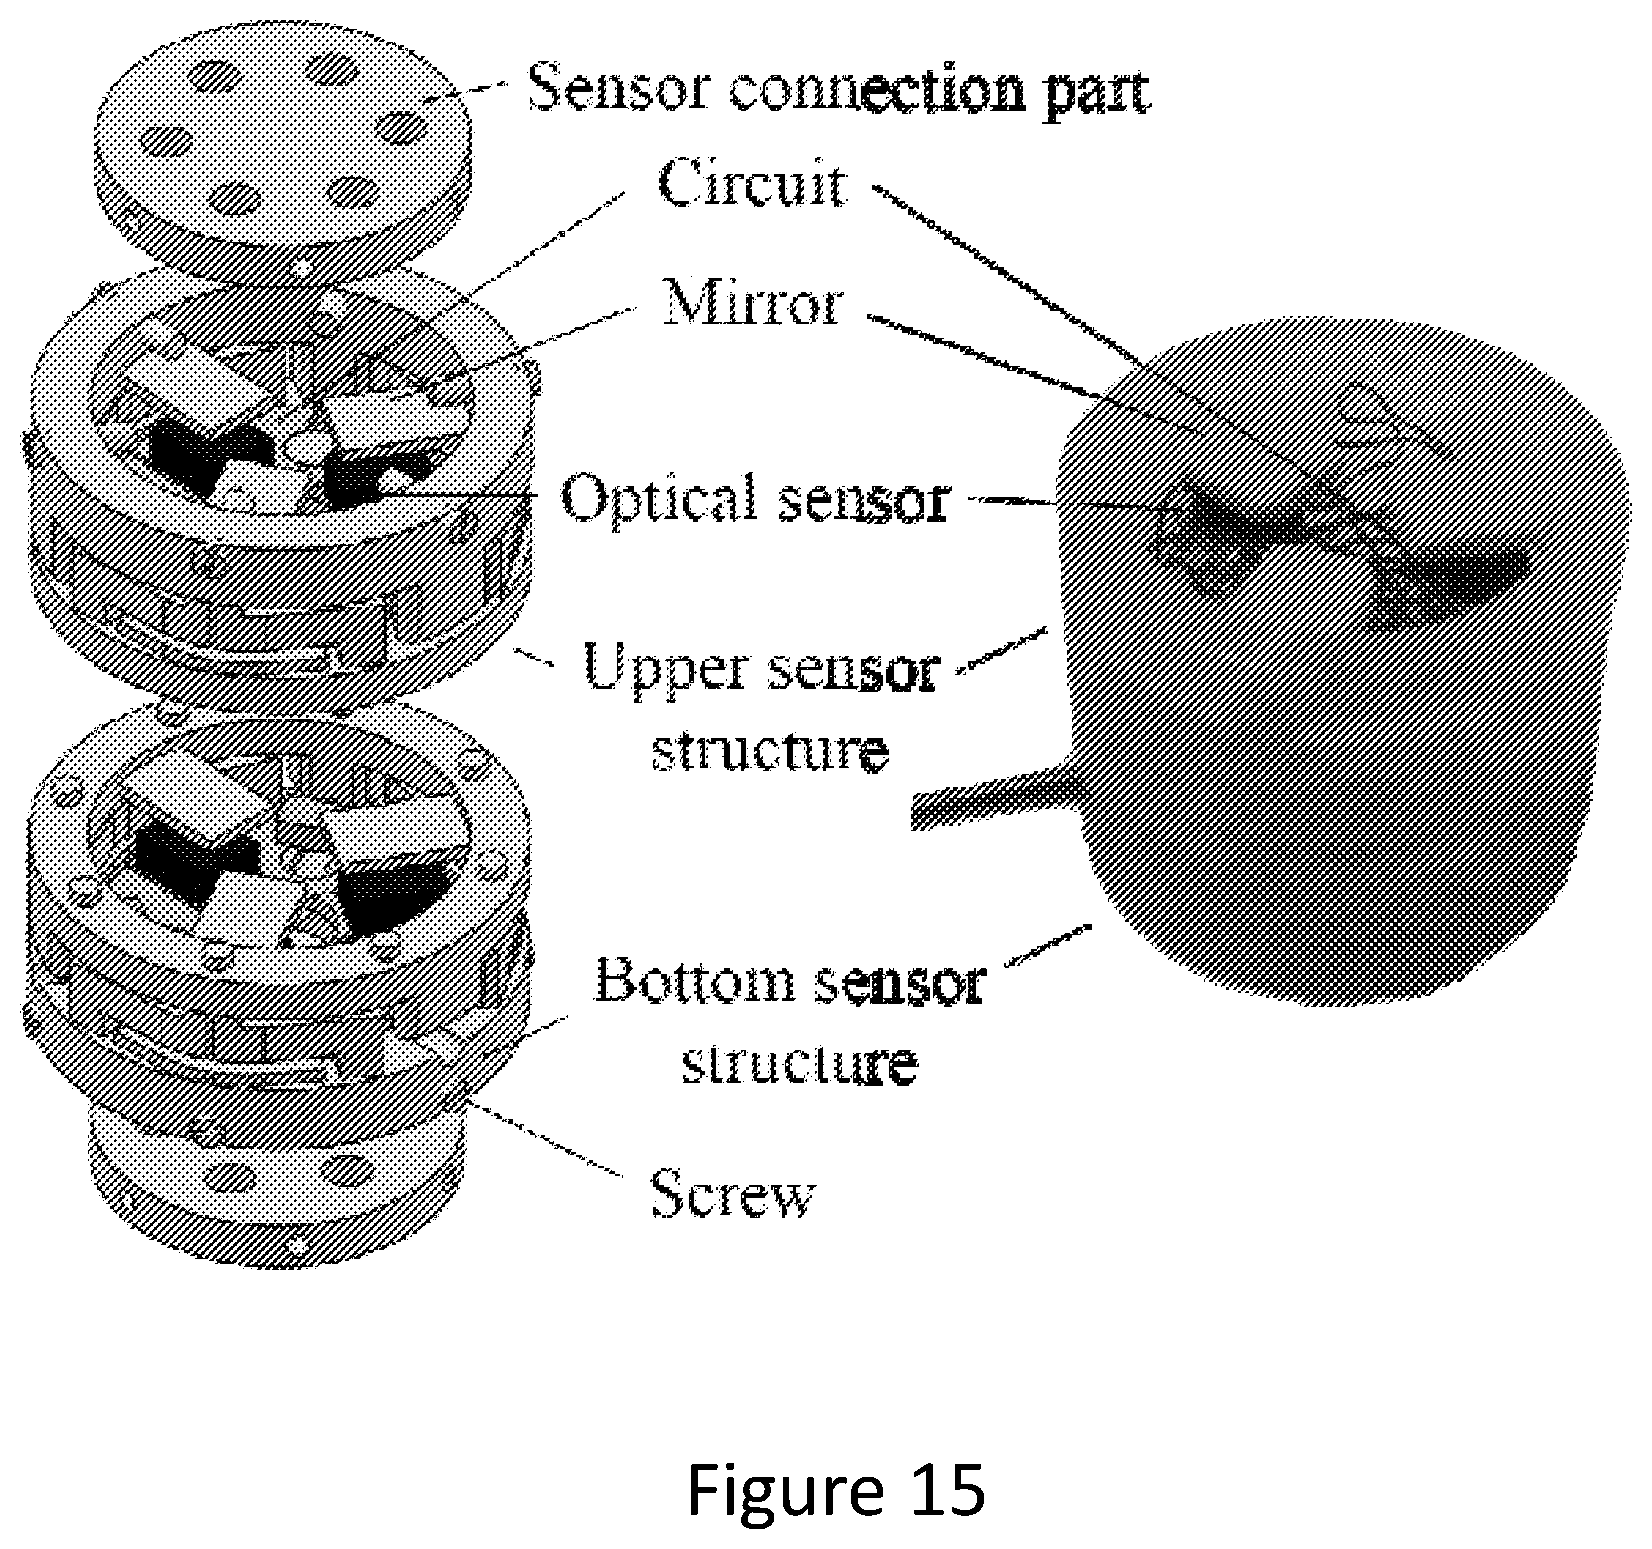 Sensor connection part
Circuit
Mirror
Optical sensor
Upper sensor
structure
Bottom sensor
structure
Screw
Figure 15